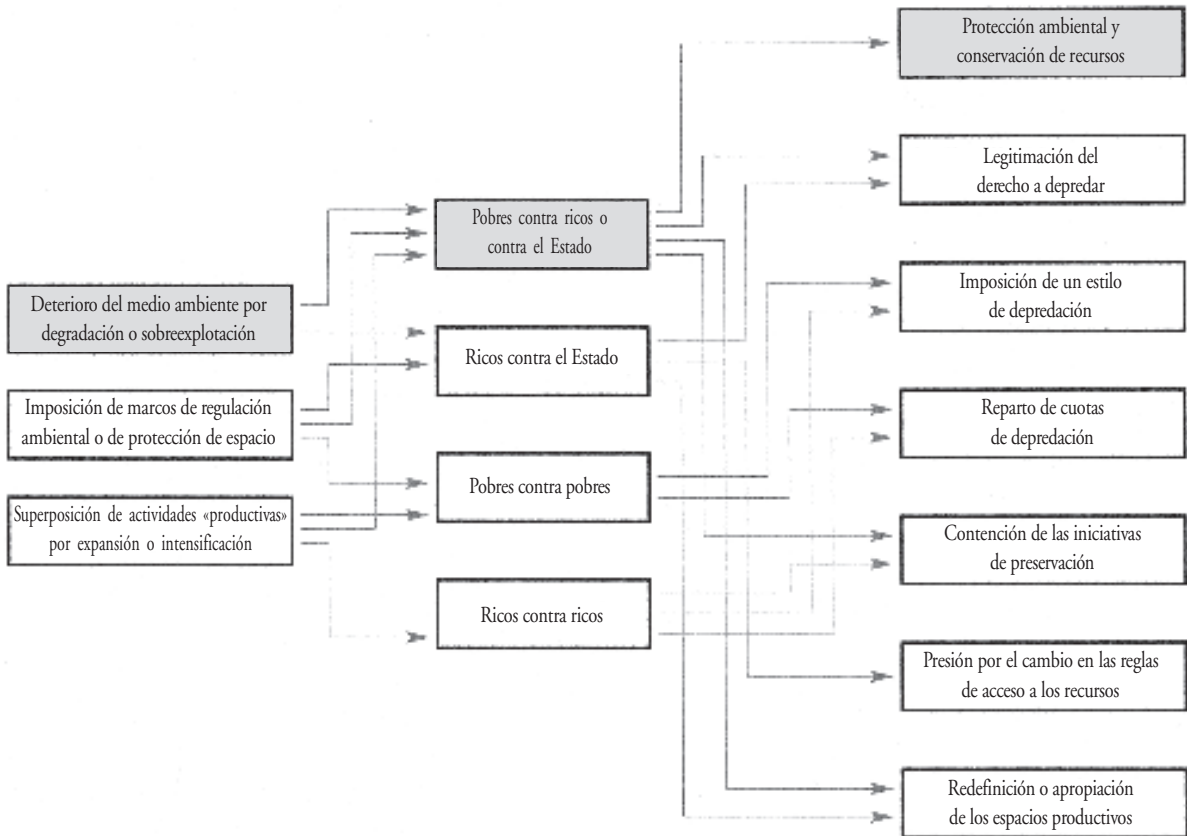 Deterioro del medio ambiente por
degradación o sobreexplotación
Imposición de marcos de regulación
ambiental o de protección de espacio
Superposición de actividades «productivas»
por expansión o intensificación
Pobres contra ricos o
contra el Estado
Ricos contra el Estado
Pobres contra pobres
Ricos contra ricos
Protección ambiental y
conservación de recursos
Legitimación del
derecho a depredar
Imposición de un estilo
de depredación
Reparto de cuotas
de depredación
Contención de las iniciativas
de preservación
Presión por el cambio en las reglas
de acceso a los recursos
Redefinición o apropiación
de los espacios productivos